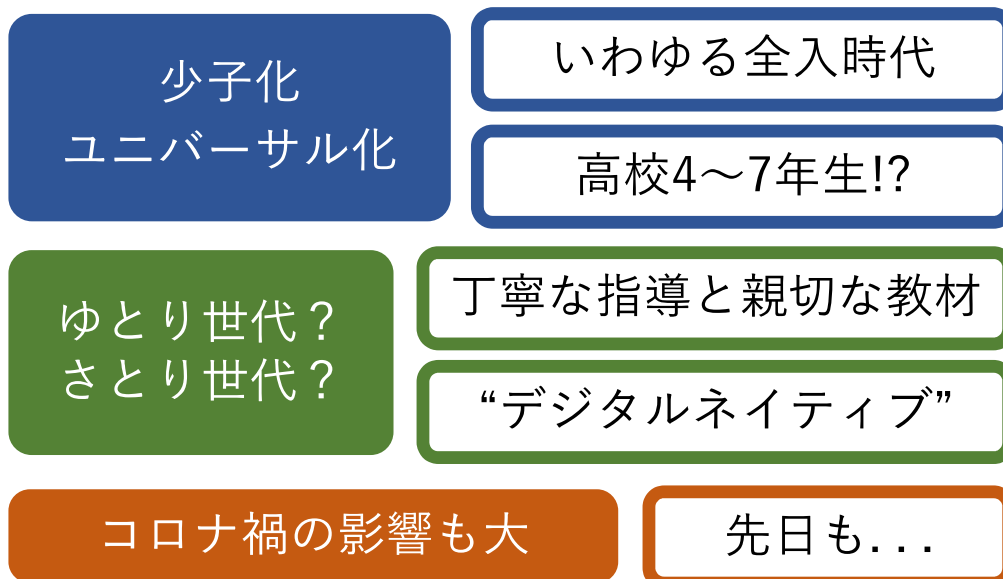 少子化
ユニバーサル化
いわゆる全入時代
高校4～7年生!?
ゆとり世代？
さとり世代？
丁寧な指導と親切な教材
“デジタルネイティブ”
コロナ禍の影響も大
先日も...